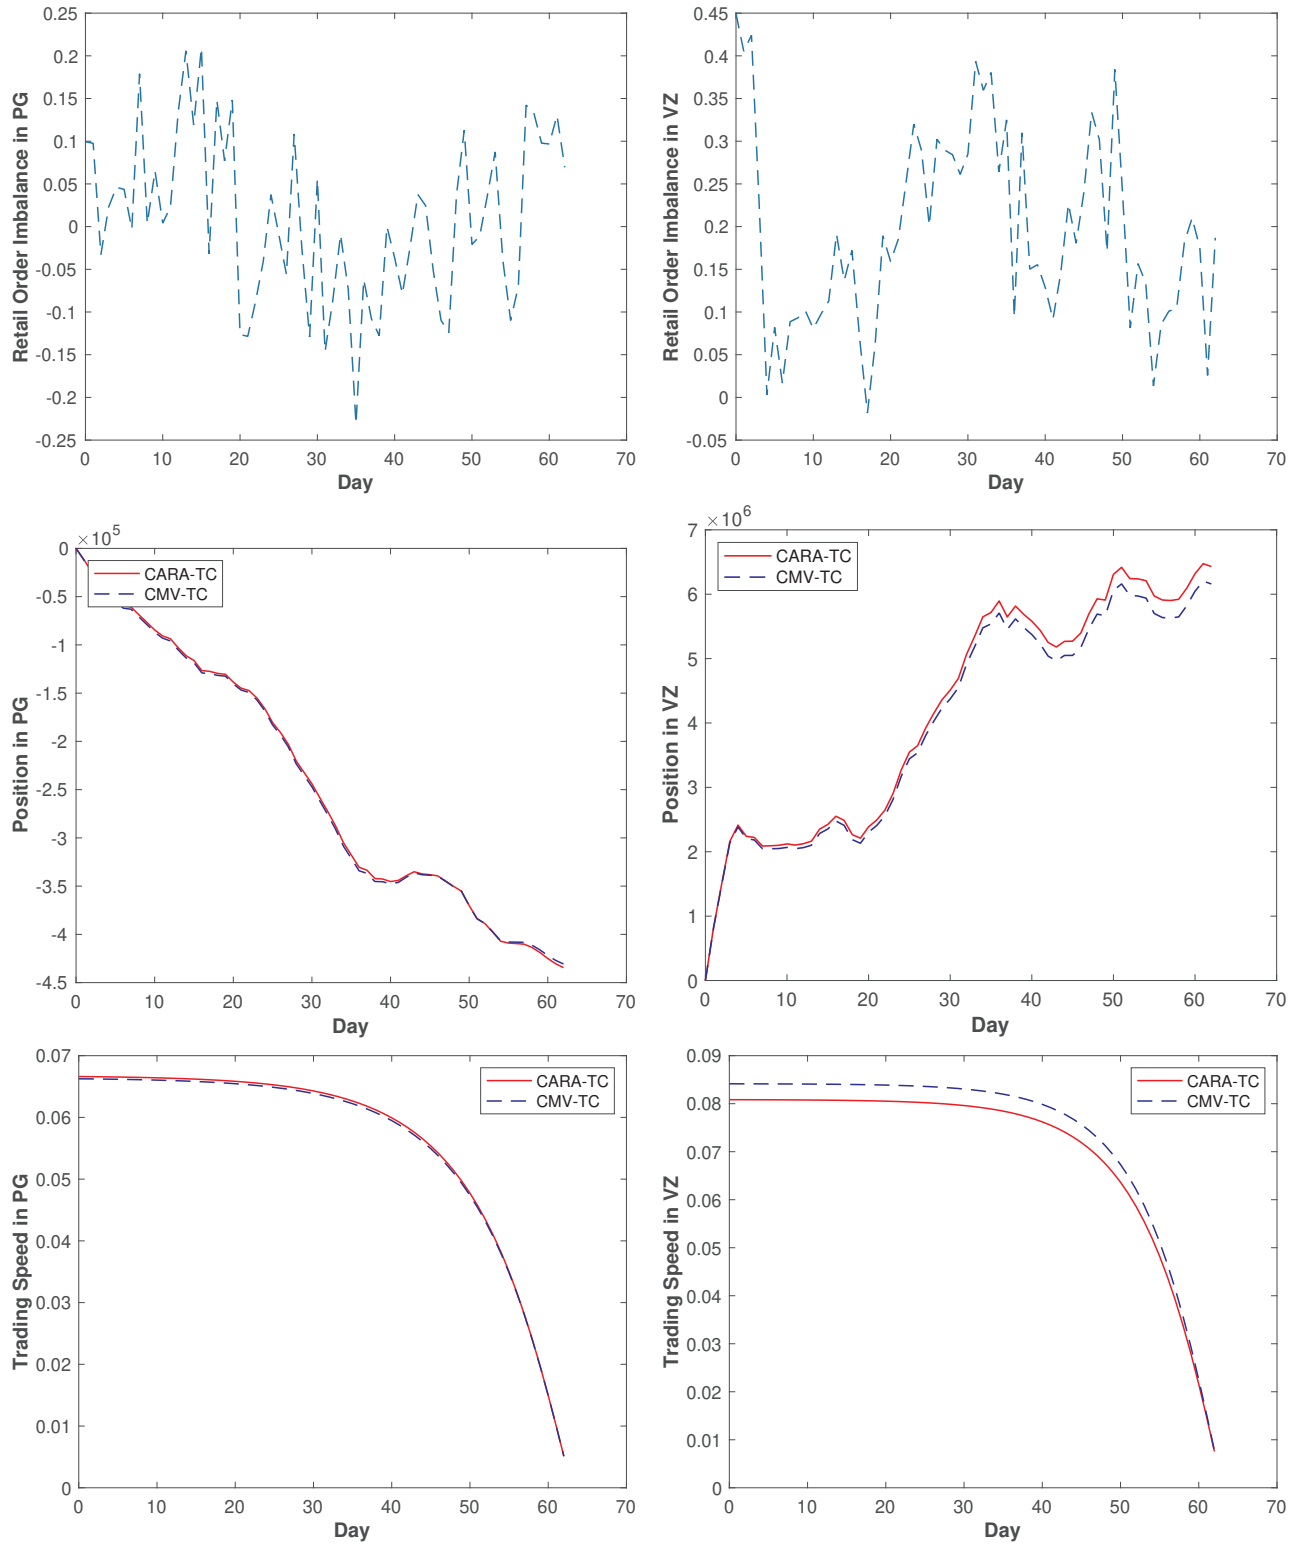 0.25
0.2
0.15
0.1
0.05
0
-0.05
-0.1
-0.15
-0.2
-0.25
0 10 20 30 40 50 60 70
Day
Retail Order Imbalance in PG
0.45
0.4
0.35
0.3
0.25
0.2
0.15
0.1
0.05
0
-0.05
0 10 20 30 40 50 60 70
Day
Retail Order Imbalance in VZ
×10^5
0
-0.5
-1
-1.5
-2
-2.5
-3
-3.5
-4
-4.5
0 10 20 30 40 50 60 70
Day
Position in PG
CARA-TC
CMV-TC
×10^6
7
6
5
4
3
2
1
0
0 10 20 30 40 50 60 70
Day
Position in VZ
CARA-TC
CMV-TC
0.07
0.06
0.05
0.04
0.03
0.02
0.01
0
0 10 20 30 40 50 60 70
Day
Trading Speed in PG
CARA-TC
CMV-TC
0.09
0.08
0.07
0.06
0.05
0.04
0.03
0.02
0.01
0
0 10 20 30 40 50 60 70
Day
Trading Speed in VZ
CARA-TC
CMV-TC